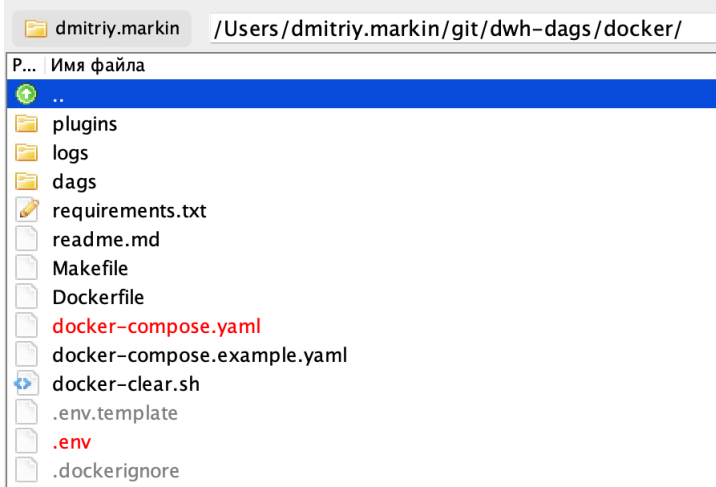 dmitriy.markin /Users/dmitriy.markin/git/dwh-dags/docker/
Р... Имя файла
..
plugins
logs
dags
requirements.txt
readme.md
Makefile
Dockerfile
docker-compose.yaml
docker-compose.example.yaml
docker-clear.sh
.env.template
.env
.dockerignore